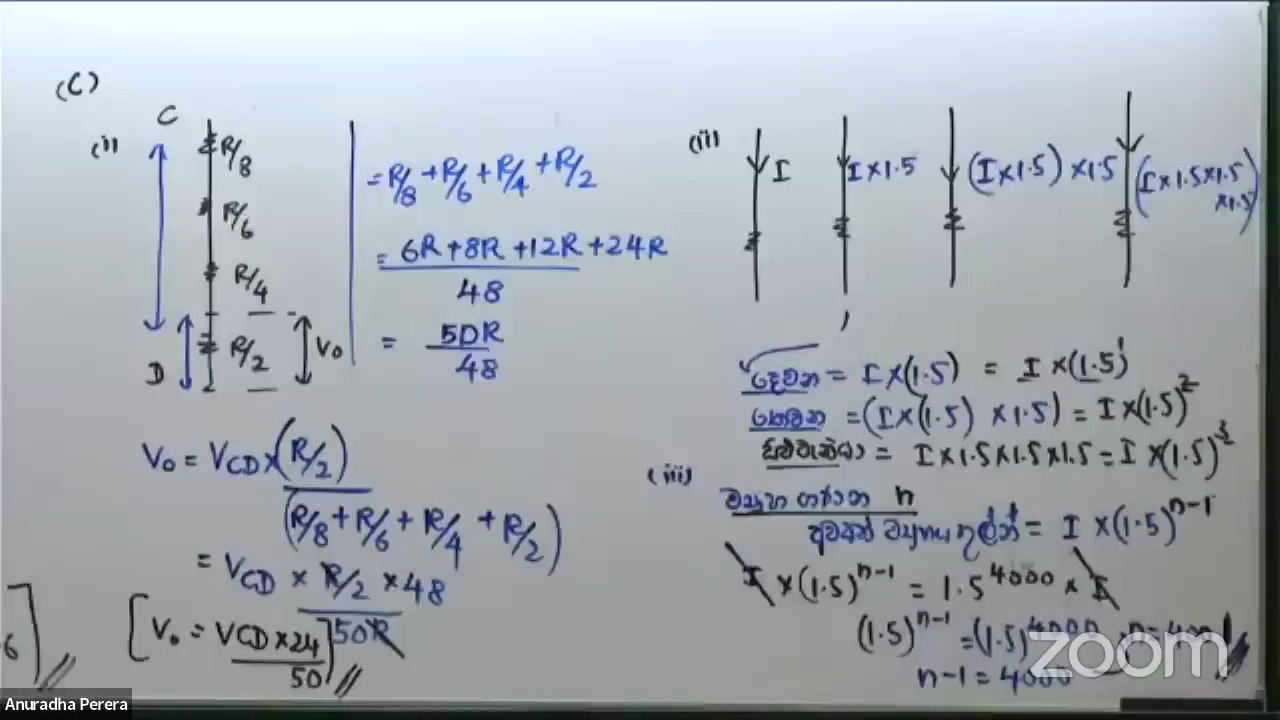 (C)
(i)
C
R/8
R/6
R/4
R/2
V₀
D
= R/8 + R/6 + R/4 + R/2
= 6R + 8R + 12R + 24R
48
= 50R
48
V₀ = VCD × (R/2)
(R/8 + R/6 + R/4 + R/2)
= VCD × R/2 × 48
50R
[V₀ = VCD × 24]
50
6]
(ii)
I
I × 1.5
(I × 1.5) × 1.5
(I × 1.5 × 1.5
× 1.5)
දෙවන = I × (1.5) = I × (1.5)¹
තෙවන = (I × (1.5) × 1.5) = I × (1.5)²
= I × 1.5 × 1.5 × 1.5 = I × (1.5)³
(iii)
n
= I × (1.5)ⁿ⁻¹
I × (1.5)ⁿ⁻¹ = 1.5⁴⁰⁰⁰ × I
(1.5)ⁿ⁻¹ = (1.5)⁴⁰⁰⁰
n-1 = 4000
zoom
Anuradha Perera